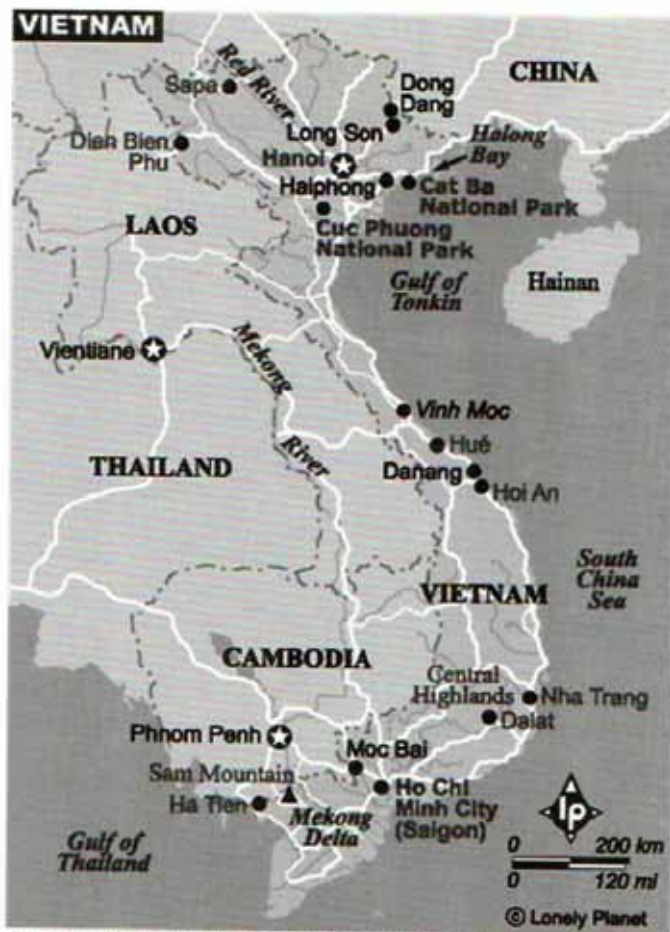 VIETNAM
Sapa
Red River
Dong
Dang
CHINA
Long Son
Dian Bien
Phu
Hanoi
Halong
Bay
Haiphong
Cat Ba
National Park
LAOS
Cuc Phuong
National Park
Gulf of
Tonkin
Hainan
Vientiane
Mekong
River
Vinh Moc
Hué
THAILAND
Danang
Hoi An
South
China
Sea
VIETNAM
CAMBODIA
Central
Highlands
Nha Trang
Dalat
Phnom Penh
Moc Bai
Sam Mountain
Ha Tien
Mekong
Delta
Ho Chi
Minh City
(Saigon)
Gulf of
Thailand
lp
0 200 km
0 120 mi
© Lonely Planet